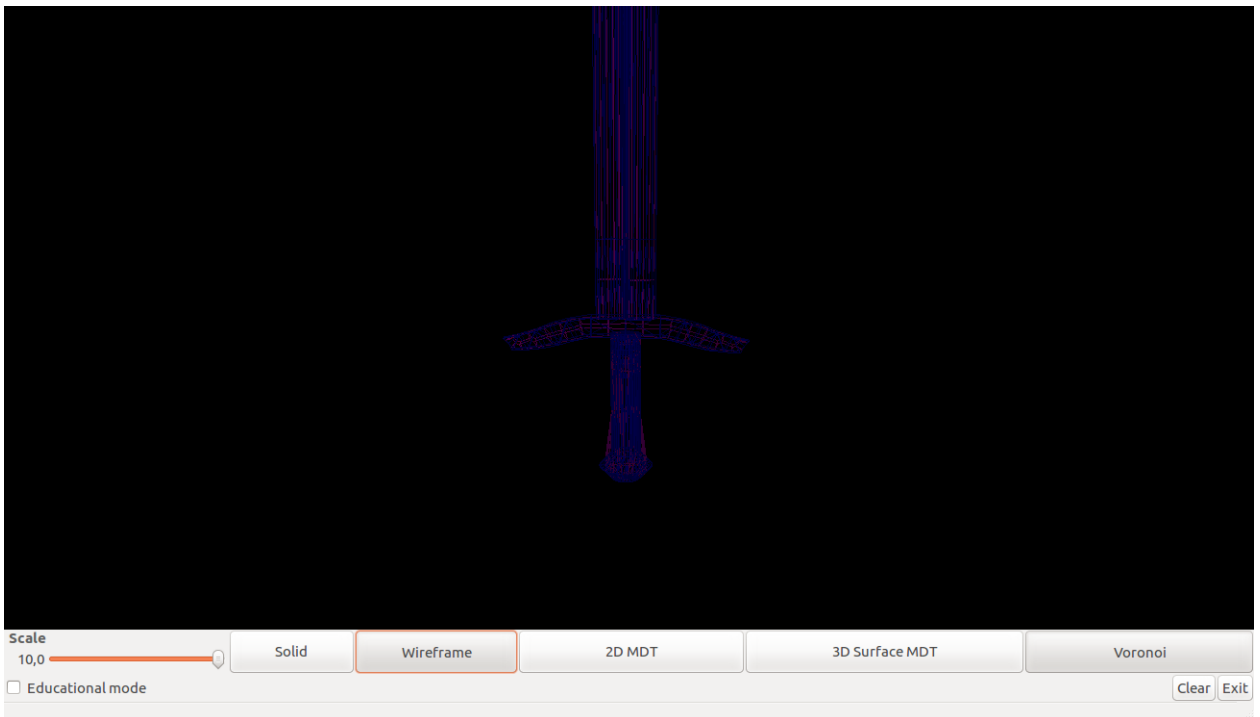 Scale
10,0
Solid
Wireframe
2D MDT
3D Surface MDT
Voronoi
Educational mode
Clear
Exit